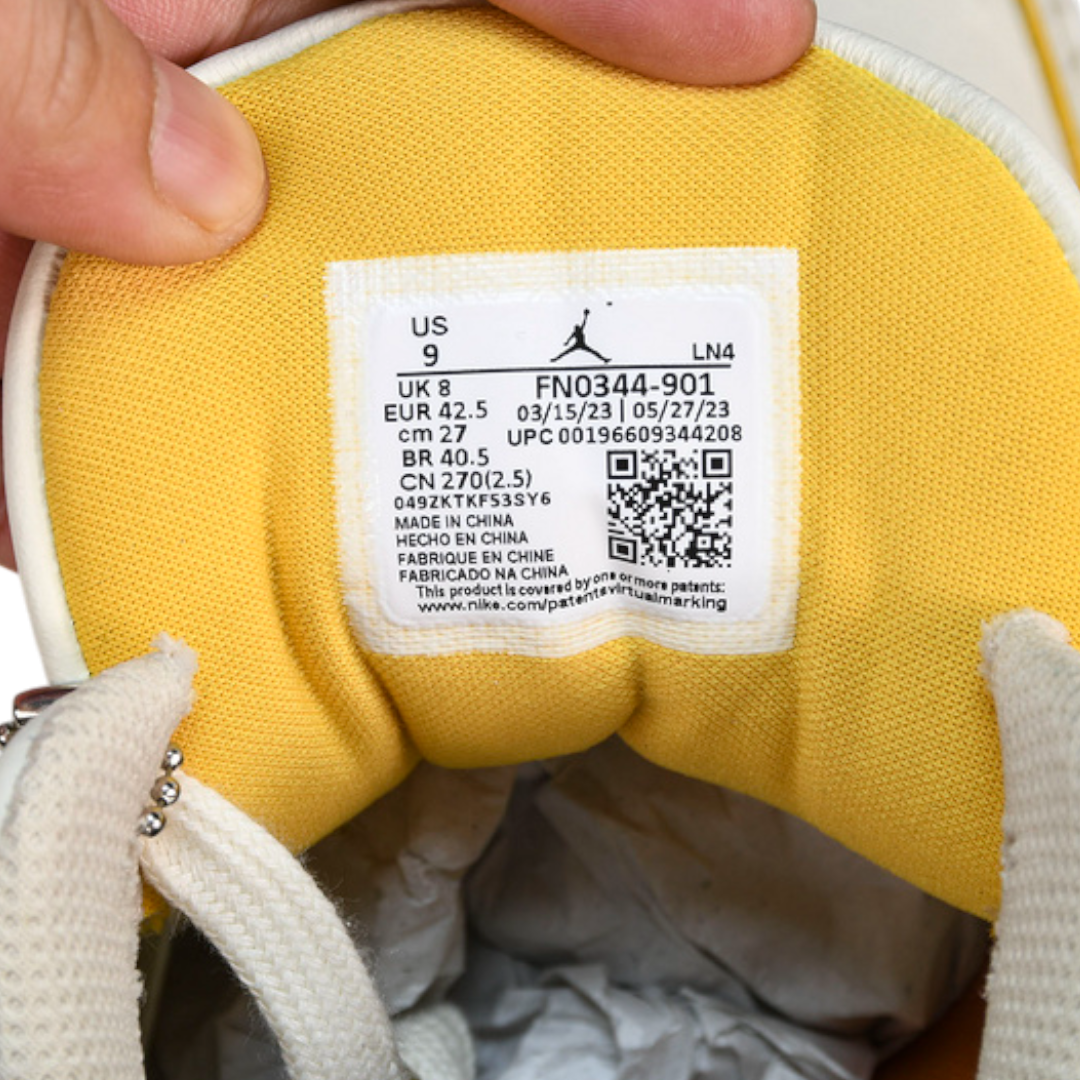 US
9
LN4
UK 8
FN0344-901
EUR 42.5
03/15/23 | 05/27/23
cm 27
UPC 00196609344208
BR 40.5
CN 270(2.5)
049ZKTKF53SY6
MADE IN CHINA
HECHO EN CHINA
FABRIQUE EN CHINE
FABRICADO NA CHINA
This product is covered by one or more patents:
www.nike.com/patentsvirtualmarking